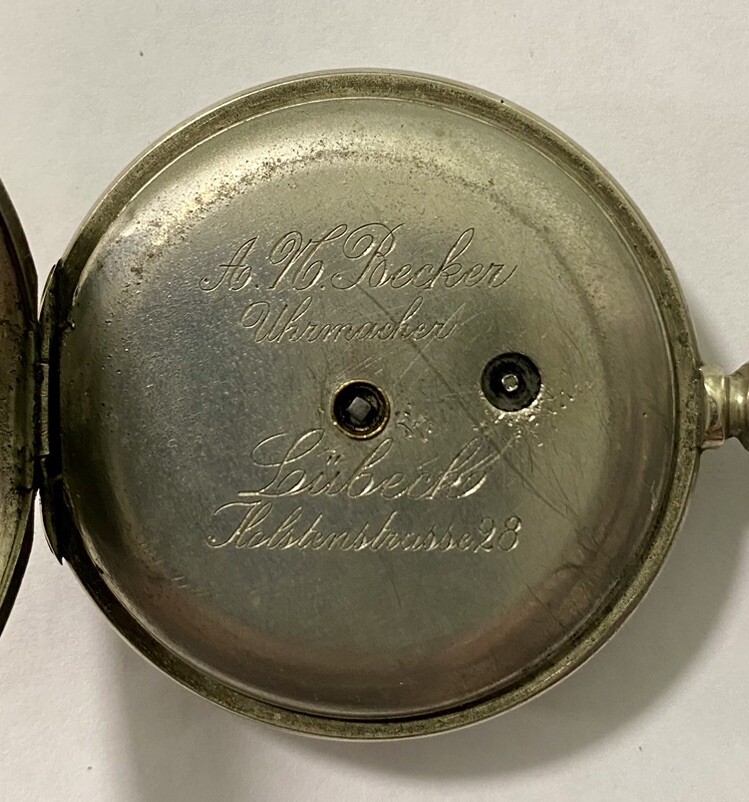 A. N. Becker
Uhrmacher
Lübeck
Holstenstrasse 28